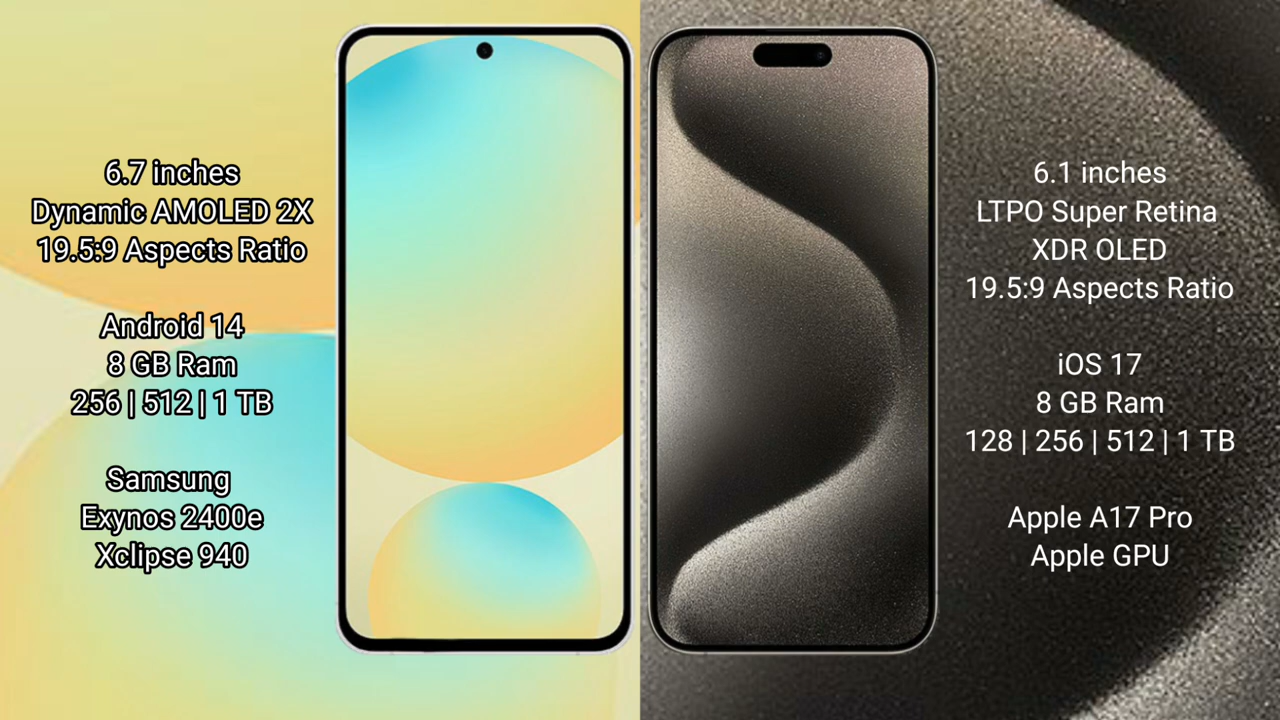 6.7 inches
Dynamic AMOLED 2X
19.5:9 Aspects Ratio
Android 14
8 GB Ram
256 | 512 | 1 TB
Samsung
Exynos 2400e
Xclipse 940
6.1 inches
LTPO Super Retina
XDR OLED
19.5:9 Aspects Ratio
iOS 17
8 GB Ram
128 | 256 | 512 | 1 TB
Apple A17 Pro
Apple GPU